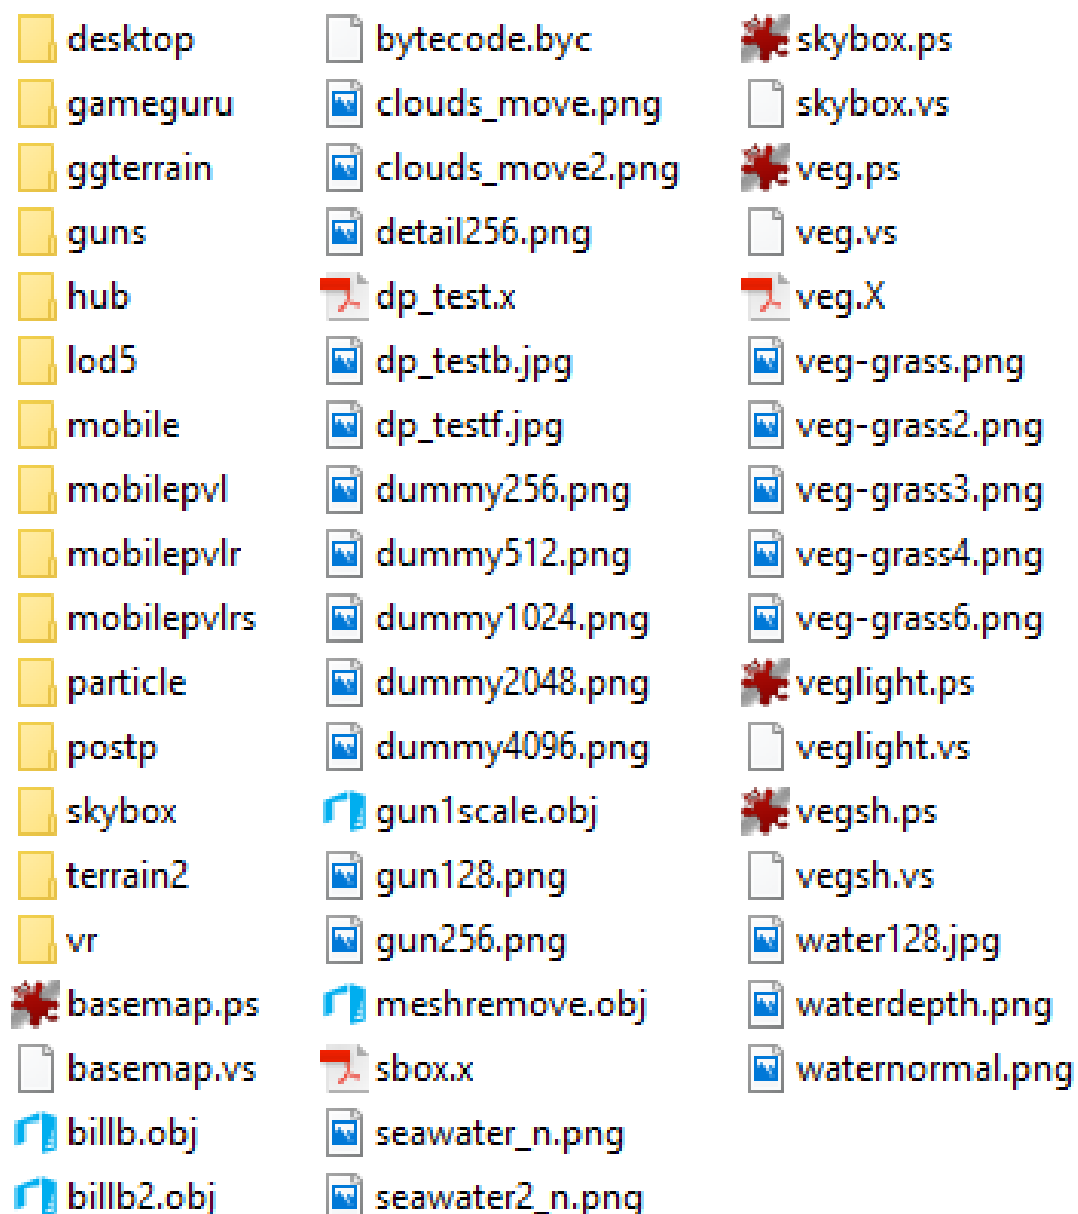 desktop
gameguru
ggterrain
guns
hub
lod5
mobile
mobilepvl
mobilepvlr
mobilepvlrs
particle
postp
skybox
terrain2
vr
basemap.ps
basemap.vs
billb.obj
billb2.obj
bytecode.byc
clouds_move.png
clouds_move2.png
detail256.png
dp_test.x
dp_testb.jpg
dp_testf.jpg
dummy256.png
dummy512.png
dummy1024.png
dummy2048.png
dummy4096.png
gun1scale.obj
gun128.png
gun256.png
meshremove.obj
sbox.x
seawater_n.png
seawater2_n.png
skybox.ps
skybox.vs
veg.ps
veg.vs
veg.X
veg-grass.png
veg-grass2.png
veg-grass3.png
veg-grass4.png
veg-grass6.png
veglight.ps
veglight.vs
vegsh.ps
vegsh.vs
water128.jpg
waterdepth.png
waternormal.png